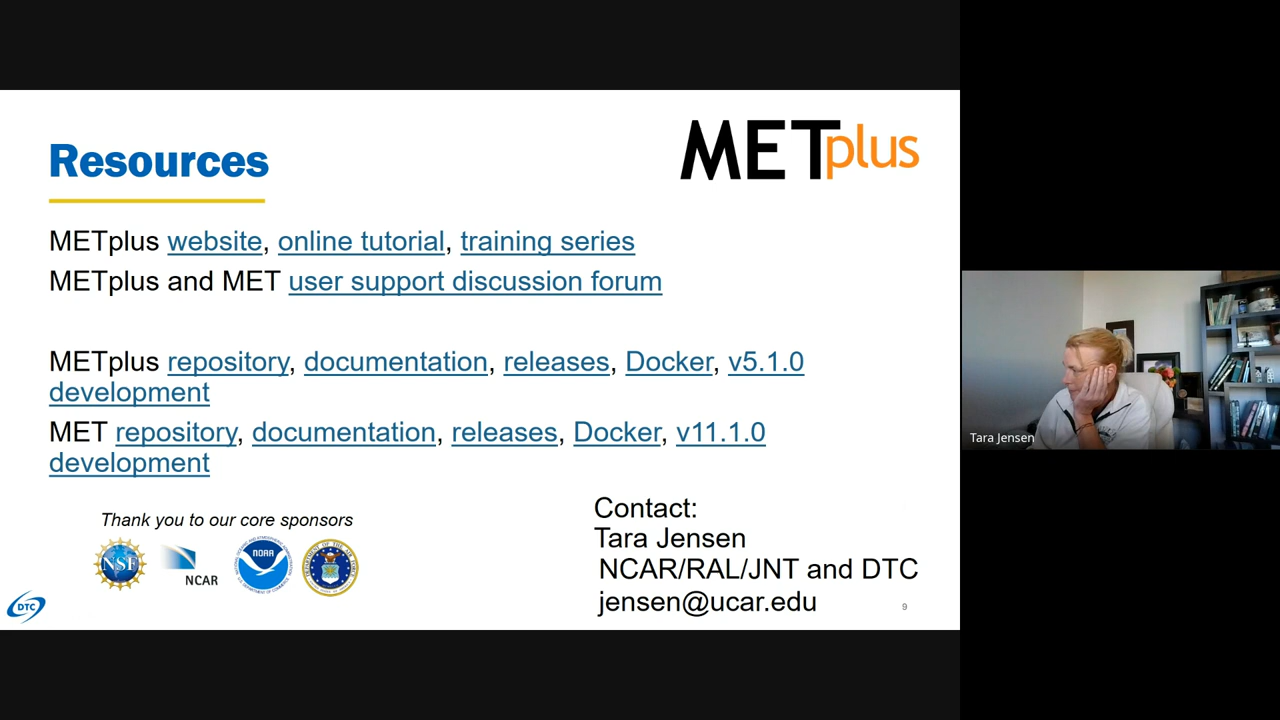 Resources
METplus
METplus website, online tutorial, training series
METplus and MET user support discussion forum
METplus repository, documentation, releases, Docker, v5.1.0
development
MET repository, documentation, releases, Docker, v11.1.0
development
Thank you to our core sponsors
NSF
NCAR
NOAA
DTC
Contact:
Tara Jensen
NCAR/RAL/JNT and DTC
jensen@ucar.edu
9
Tara Jensen